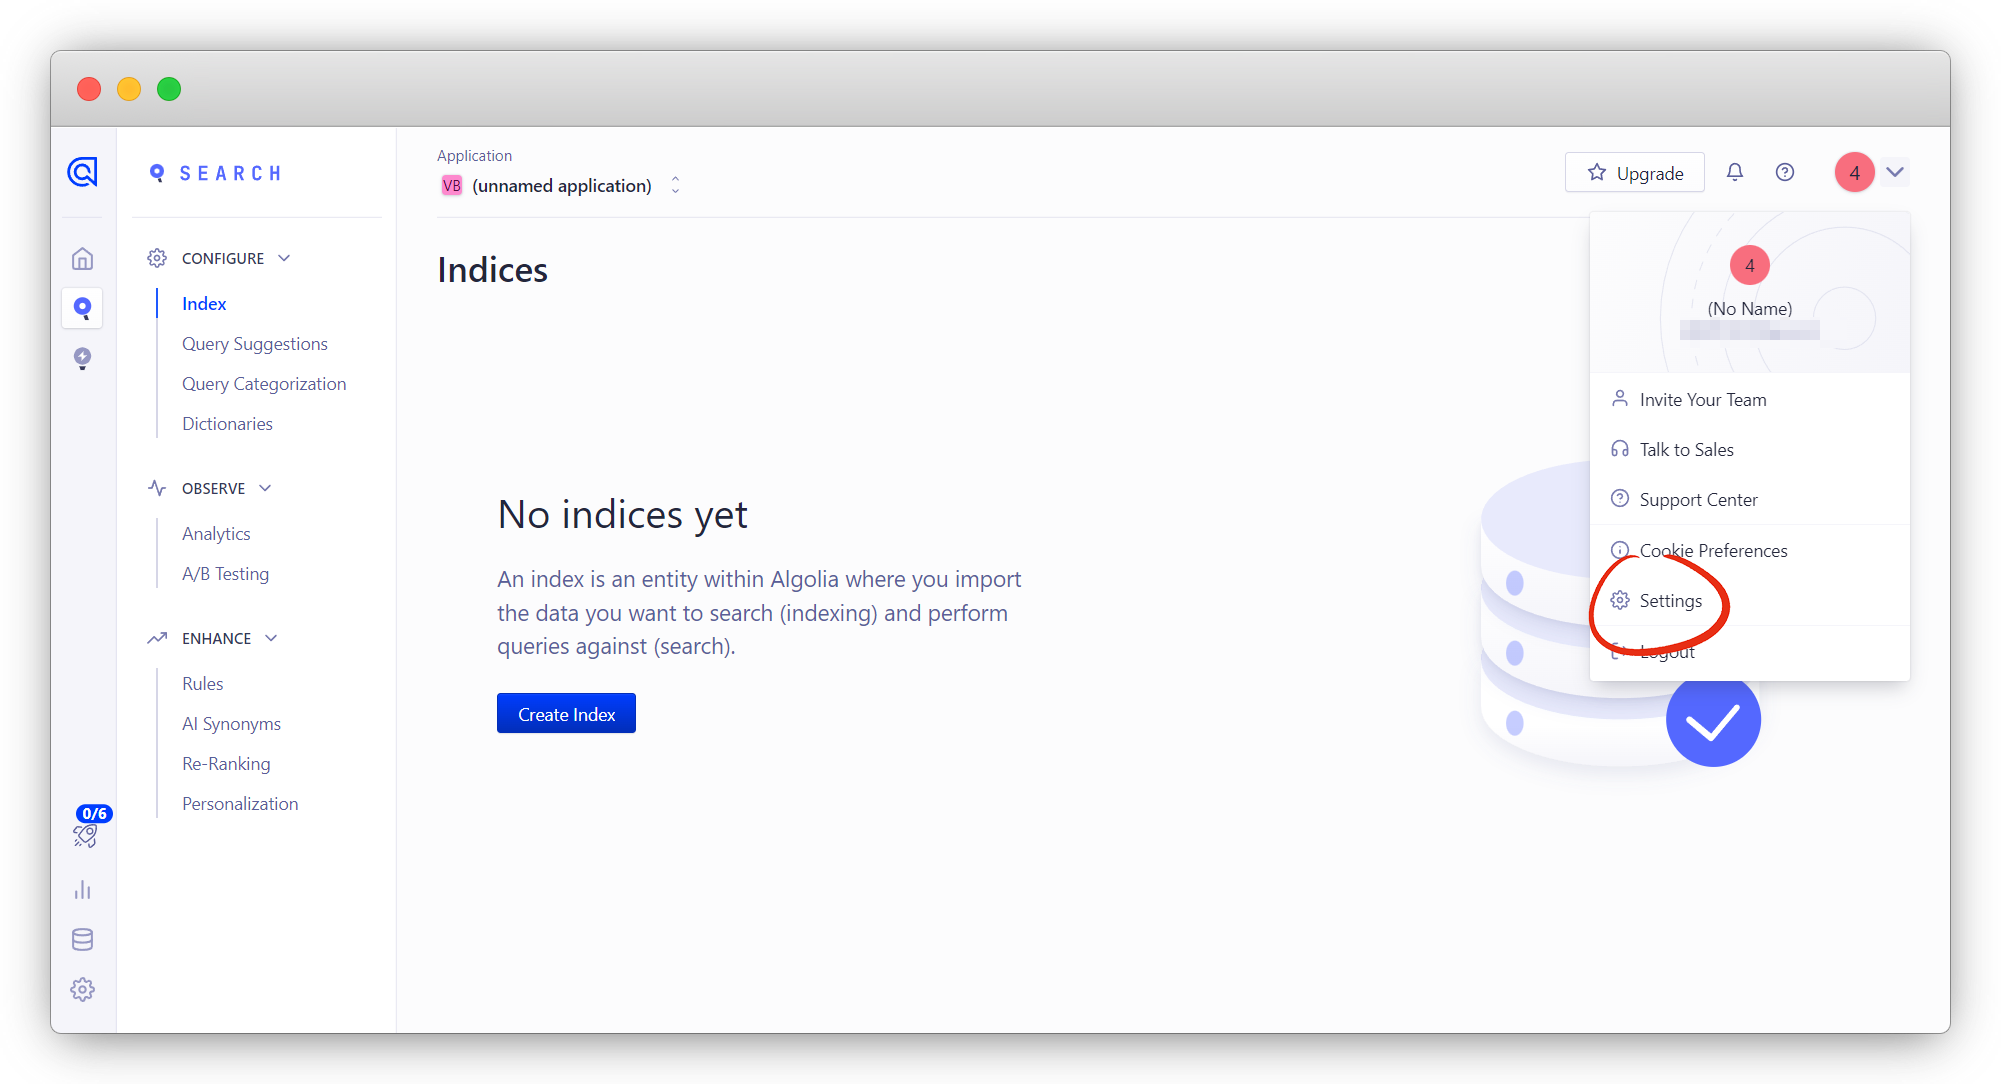 SEARCH
CONFIGURE
Index
Query Suggestions
Query Categorization
Dictionaries
OBSERVE
Analytics
A/B Testing
ENHANCE
Rules
AI Synonyms
Re-Ranking
Personalization
0/6
Application
VB (unnamed application)
Upgrade
4
Indices
No indices yet
An index is an entity within Algolia where you import
the data you want to search (indexing) and perform
queries against (search).
Create Index
4
(No Name)
Invite Your Team
Talk to Sales
Support Center
Cookie Preferences
Settings
Logout